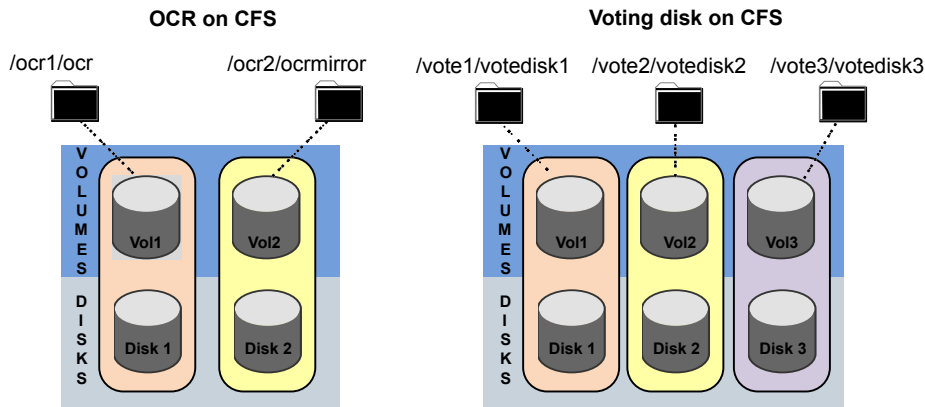 OCR on CFS
/ocr1/ocr
/ocr2/ocrmirror
VOLUMES
Vol1
Vol2
DISKS
Disk 1
Disk 2
Voting disk on CFS
/vote1/votedisk1
/vote2/votedisk2
/vote3/votedisk3
VOLUMES
Vol1
Vol2
Vol3
DISKS
Disk 1
Disk 2
Disk 3